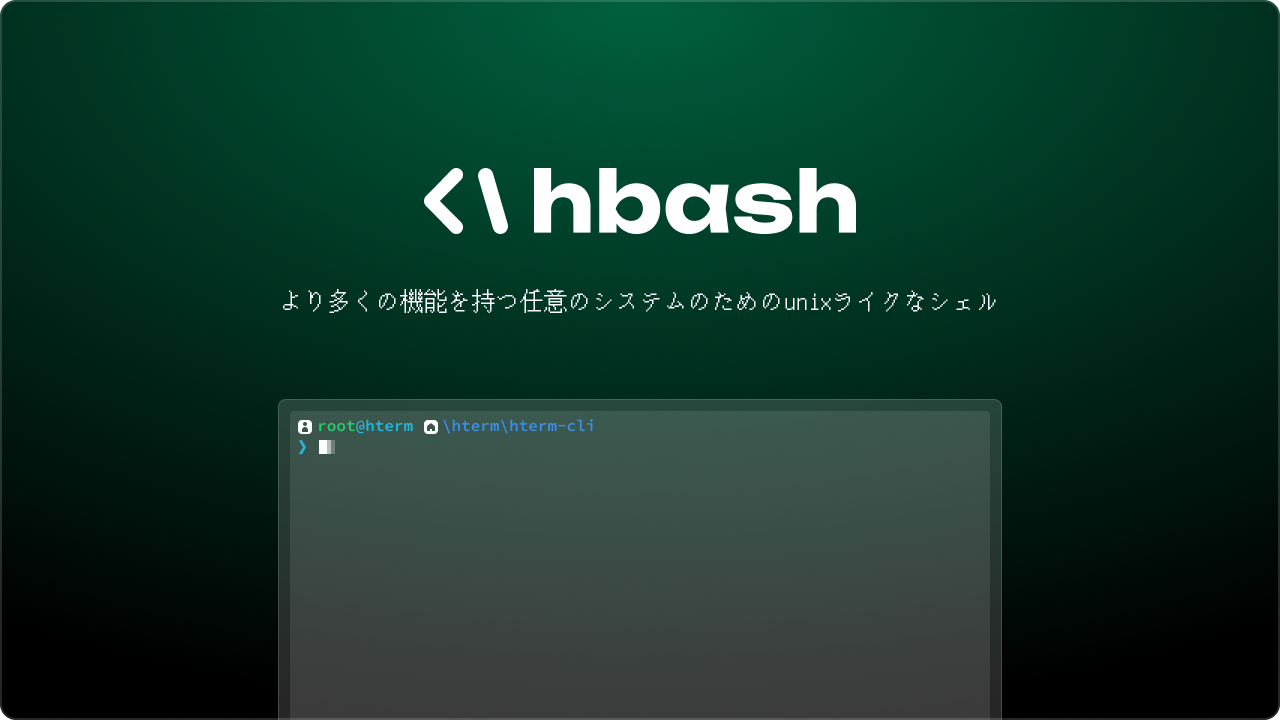 <\ hbash
より多くの機能を持つ任意のシステムのためのunixライクなシェル
root@hterm \hterm\hterm-cli
❯